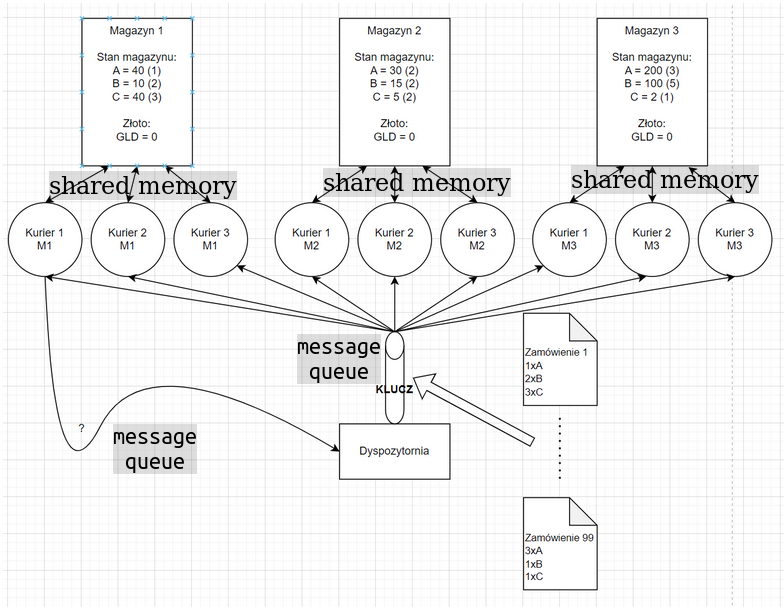 Magazyn 1
Stan magazynu:
A = 40 (1)
B = 10 (2)
C = 40 (3)
Złoto:
GLD = 0
Magazyn 2
Stan magazynu:
A = 30 (2)
B = 15 (2)
C = 5 (2)
Złoto:
GLD = 0
Magazyn 3
Stan magazynu:
A = 200 (3)
B = 100 (5)
C = 2 (1)
Złoto:
GLD = 0
shared memory
shared memory
shared memory
Kurier 1
M1
Kurier 2
M1
Kurier 3
M1
Kurier 1
M2
Kurier 2
M2
Kurier 3
M2
Kurier 1
M3
Kurier 2
M3
Kurier 3
M3
message
queue
KLUCZ
Zamówienie 1
1xA
2xB
3xC
?
message
queue
Dyspozytornia
Zamówienie 99
3xA
1xB
1xC